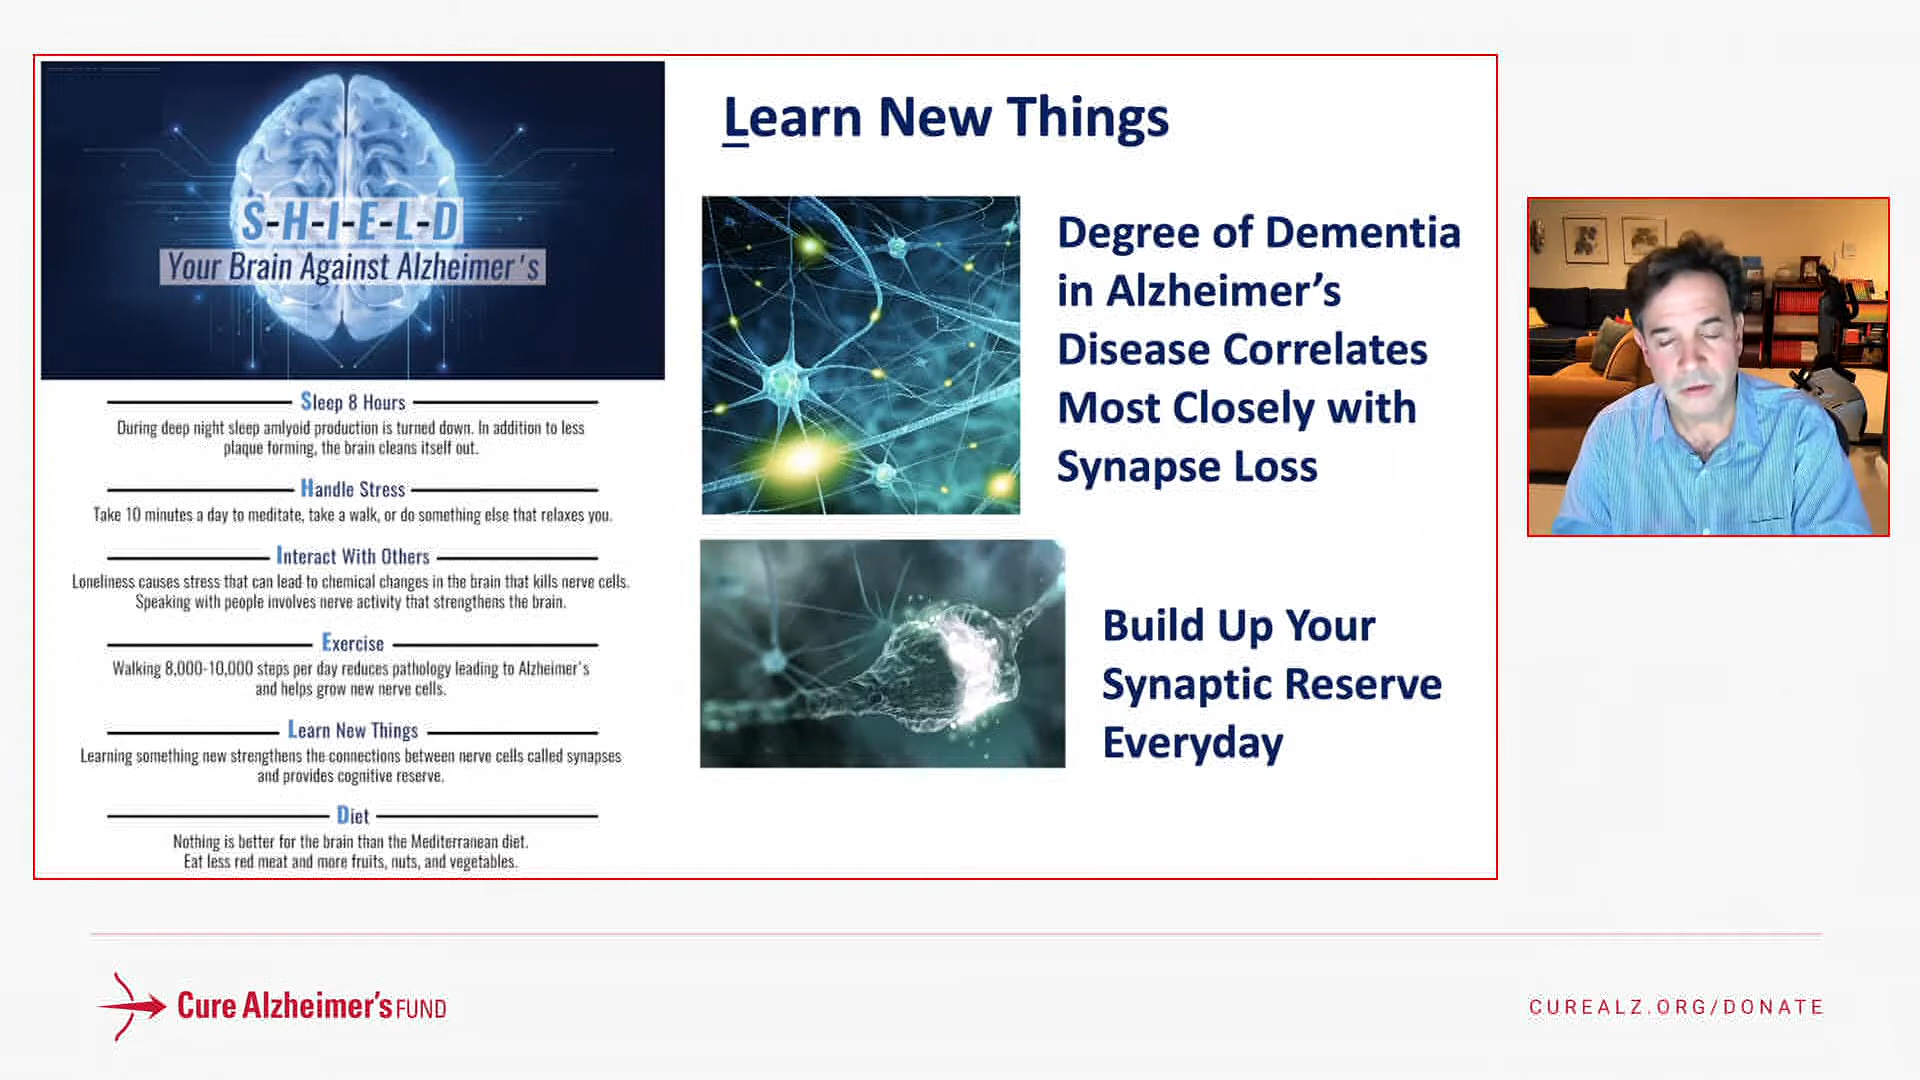 S-H-I-E-L-D
Your Brain Against Alzheimer's
Sleep 8 Hours
During deep night sleep amlyoid production is turned down. In addition to less
plaque forming, the brain cleans itself out.
Handle Stress
Take 10 minutes a day to meditate, take a walk, or do something else that relaxes you.
Interact With Others
Loneliness causes stress that can lead to chemical changes in the brain that kills nerve cells.
Speaking with people involves nerve activity that strengthens the brain.
Exercise
Walking 8,000-10,000 steps per day reduces pathology leading to Alzheimer's
and helps grow new nerve cells.
Learn New Things
Learning something new strengthens the connections between nerve cells called synapses
and provides cognitive reserve.
Diet
Nothing is better for the brain than the Mediterranean diet.
Eat less red meat and more fruits, nuts, and vegetables.
Learn New Things
Degree of Dementia
in Alzheimer’s
Disease Correlates
Most Closely with
Synapse Loss
Build Up Your
Synaptic Reserve
Everyday
Cure Alzheimer's FUND
CUREALZ.ORG/DONATE